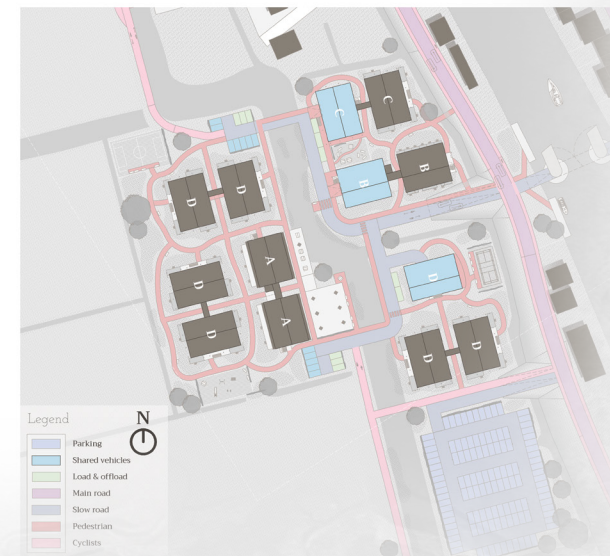 C
C
B
B
D
D
D
A
A
D
D
D
D
D
Legend
N
Parking
Shared vehicles
Load & offload
Main road
Slow road
Pedestrian
Cyclists